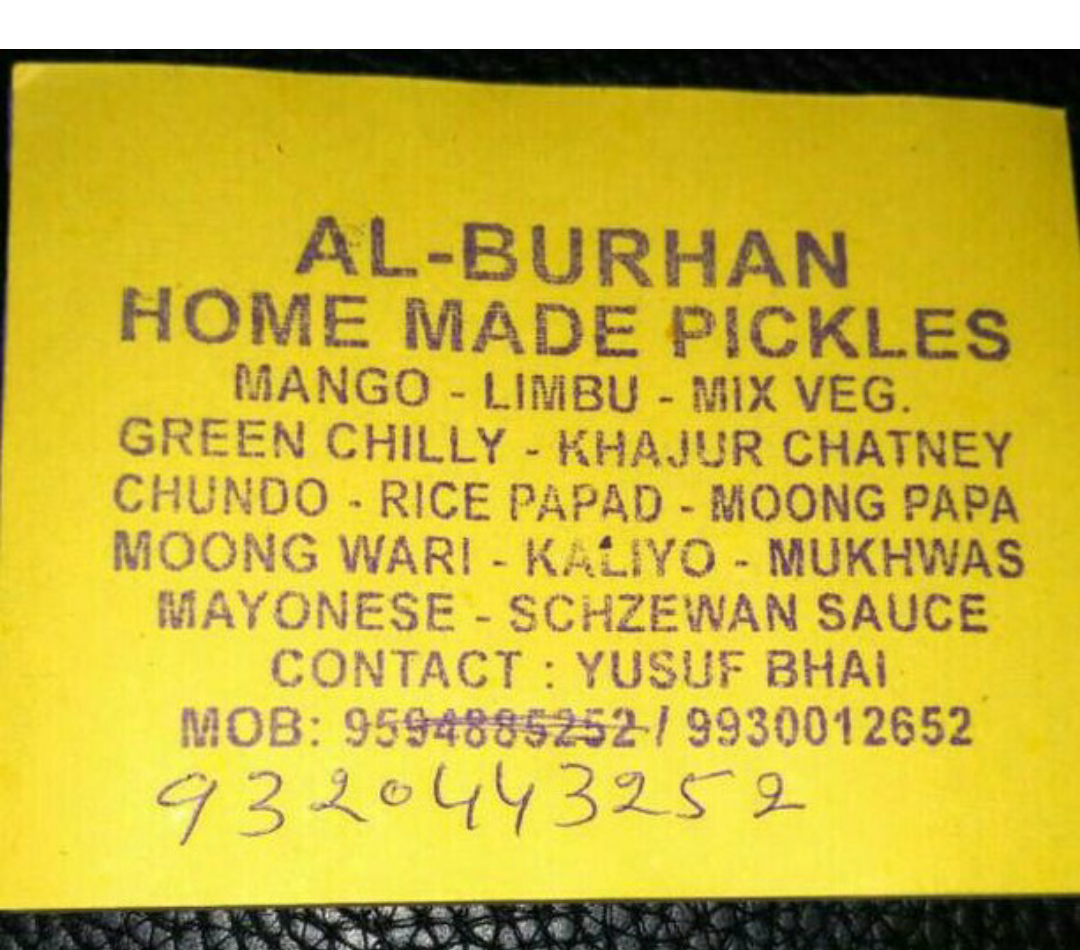 AL-BURHAN
HOME MADE PICKLES
MANGO - LIMBU - MIX VEG.
GREEN CHILLY - KHAJUR CHATNEY
CHUNDO - RICE PAPAD - MOONG PAPA
MOONG WARI - KALIYO - MUKHWAS
MAYONESE - SCHZEWAN SAUCE
CONTACT : YUSUF BHAI
MOB: 9594885252 / 9930012652
9320443252